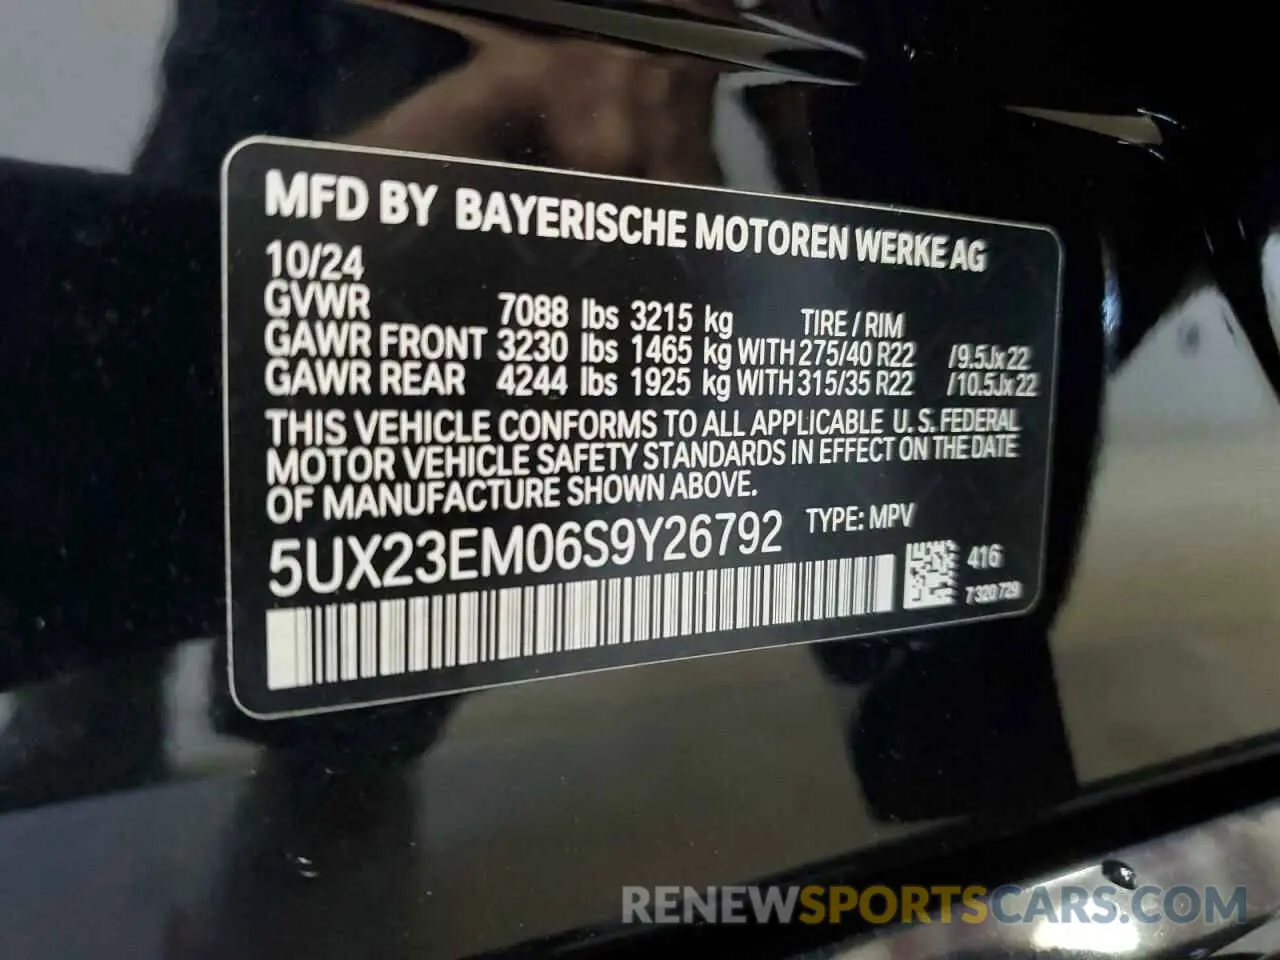 MFD BY BAYERISCHE MOTOREN WERKE AG
10/24
GVWR 7088 lbs 3215 kg TIRE / RIM
GAWR FRONT 3230 lbs 1465 kg WITH 275/40 R22 /9.5Jx22
GAWR REAR 4244 lbs 1925 kg WITH 315/35 R22 /10.5Jx22
THIS VEHICLE CONFORMS TO ALL APPLICABLE U.S. FEDERAL
MOTOR VEHICLE SAFETY STANDARDS IN EFFECT ON THE DATE
OF MANUFACTURE SHOWN ABOVE.
5UX23EM06S9Y26792 TYPE: MPV
416
7 320 729
RENEWSPORTSCARS.COM